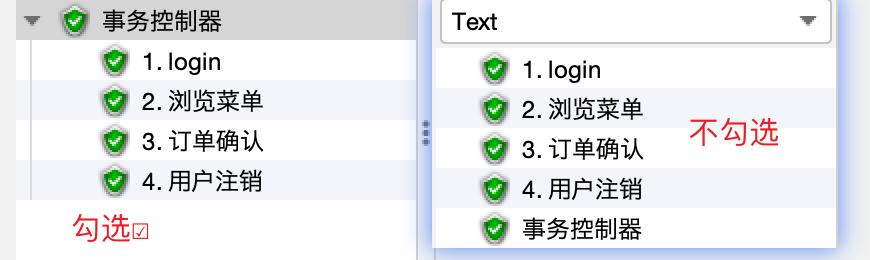 事务控制器
1. login
2. 浏览菜单
3. 订单确认
4. 用户注销
勾选☑
Text
1. login
2. 浏览菜单
不勾选
3. 订单确认
4. 用户注销
事务控制器